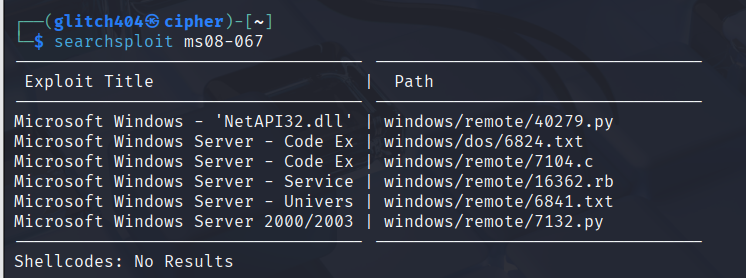 ┌──(glitch404㉿cipher)-[~]
└─$ searchsploit ms08-067
Exploit Title | Path
Microsoft Windows - 'NetAPI32.dll' | windows/remote/40279.py
Microsoft Windows Server - Code Ex | windows/dos/6824.txt
Microsoft Windows Server - Code Ex | windows/remote/7104.c
Microsoft Windows Server - Service | windows/remote/16362.rb
Microsoft Windows Server - Univers | windows/remote/6841.txt
Microsoft Windows Server 2000/2003 | windows/remote/7132.py
Shellcodes: No Results